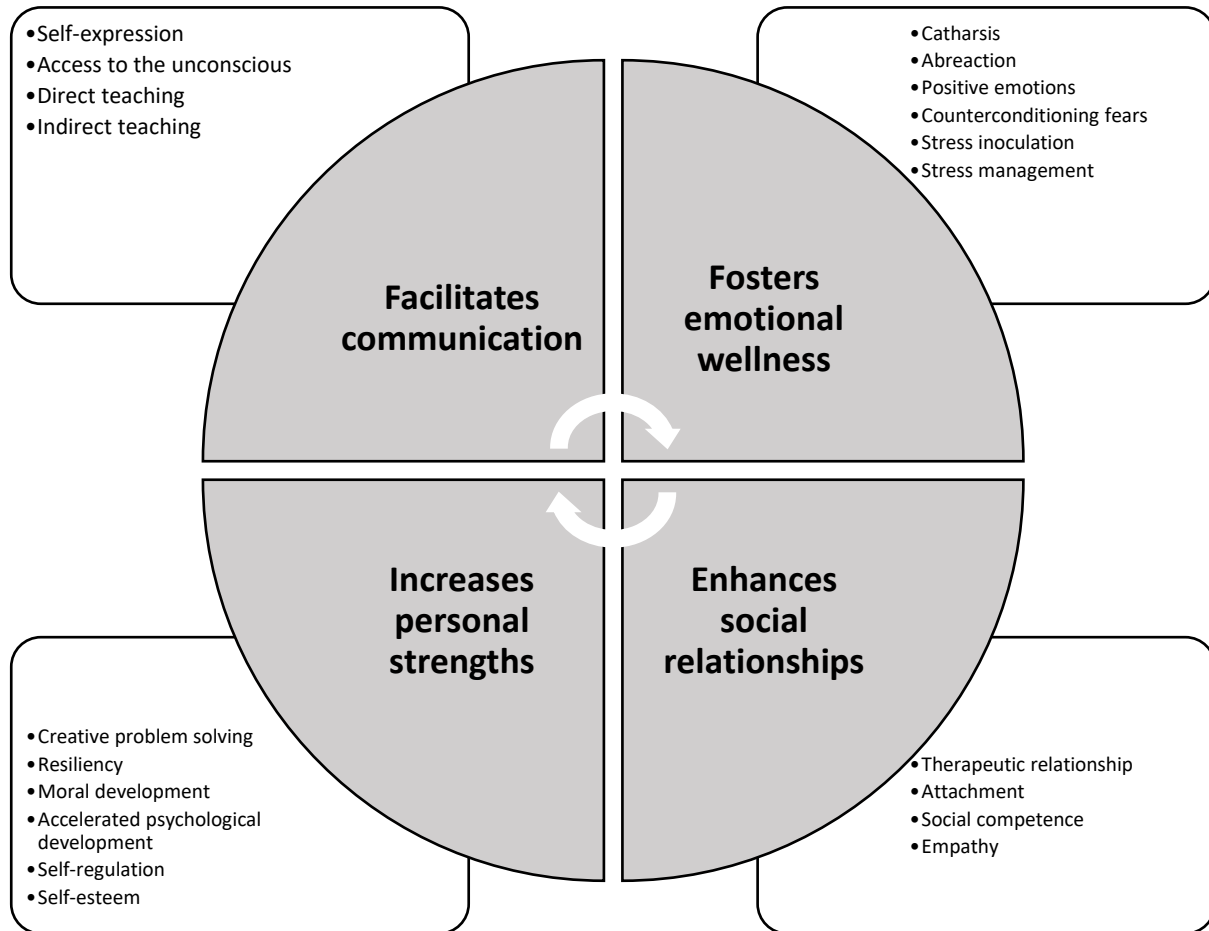 •Self-expression
•Access to the unconscious
•Direct teaching
•Indirect teaching
•Catharsis
•Abreaction
•Positive emotions
•Counterconditioning fears
•Stress inoculation
•Stress management
Facilitates
communication
Fosters
emotional
wellness
Increases
personal
strengths
Enhances
social
relationships
•Creative problem solving
•Resiliency
•Moral development
•Accelerated psychological
development
•Self-regulation
•Self-esteem
•Therapeutic relationship
•Attachment
•Social competence
•Empathy